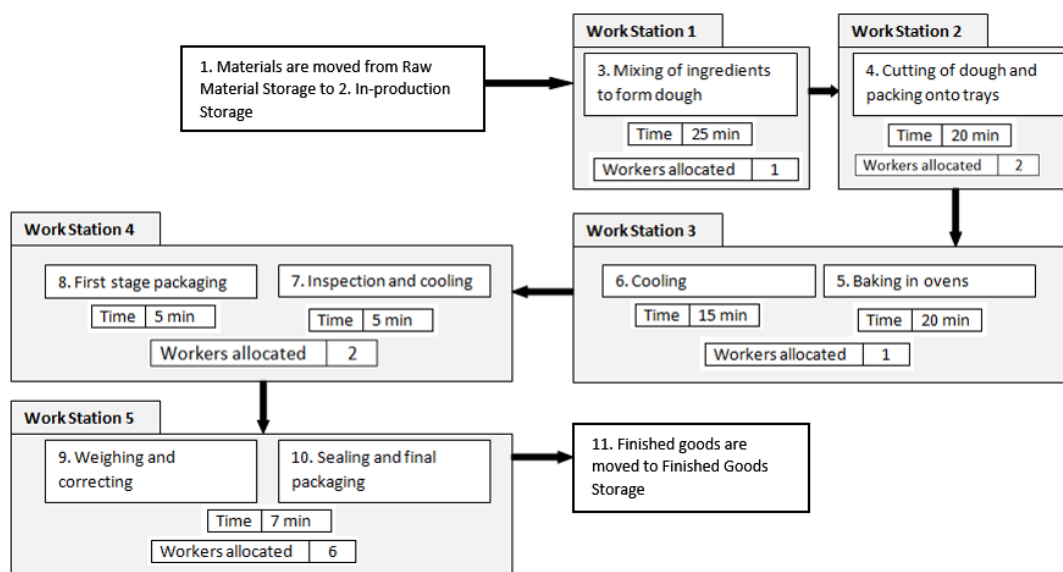 1. Materials are moved from Raw
Material Storage to 2. In-production
Storage
Work Station 1
3. Mixing of ingredients
to form dough
Time 25 min
Workers allocated 1
Work Station 2
4. Cutting of dough and
packing onto trays
Time 20 min
Workers allocated 2
Work Station 3
5. Baking in ovens
Time 20 min
6. Cooling
Time 15 min
Workers allocated 1
Work Station 4
7. Inspection and cooling
Time 5 min
8. First stage packaging
Time 5 min
Workers allocated 2
Work Station 5
9. Weighing and
correcting
10. Sealing and final
packaging
Time 7 min
Workers allocated 6
11. Finished goods are
moved to Finished Goods
Storage